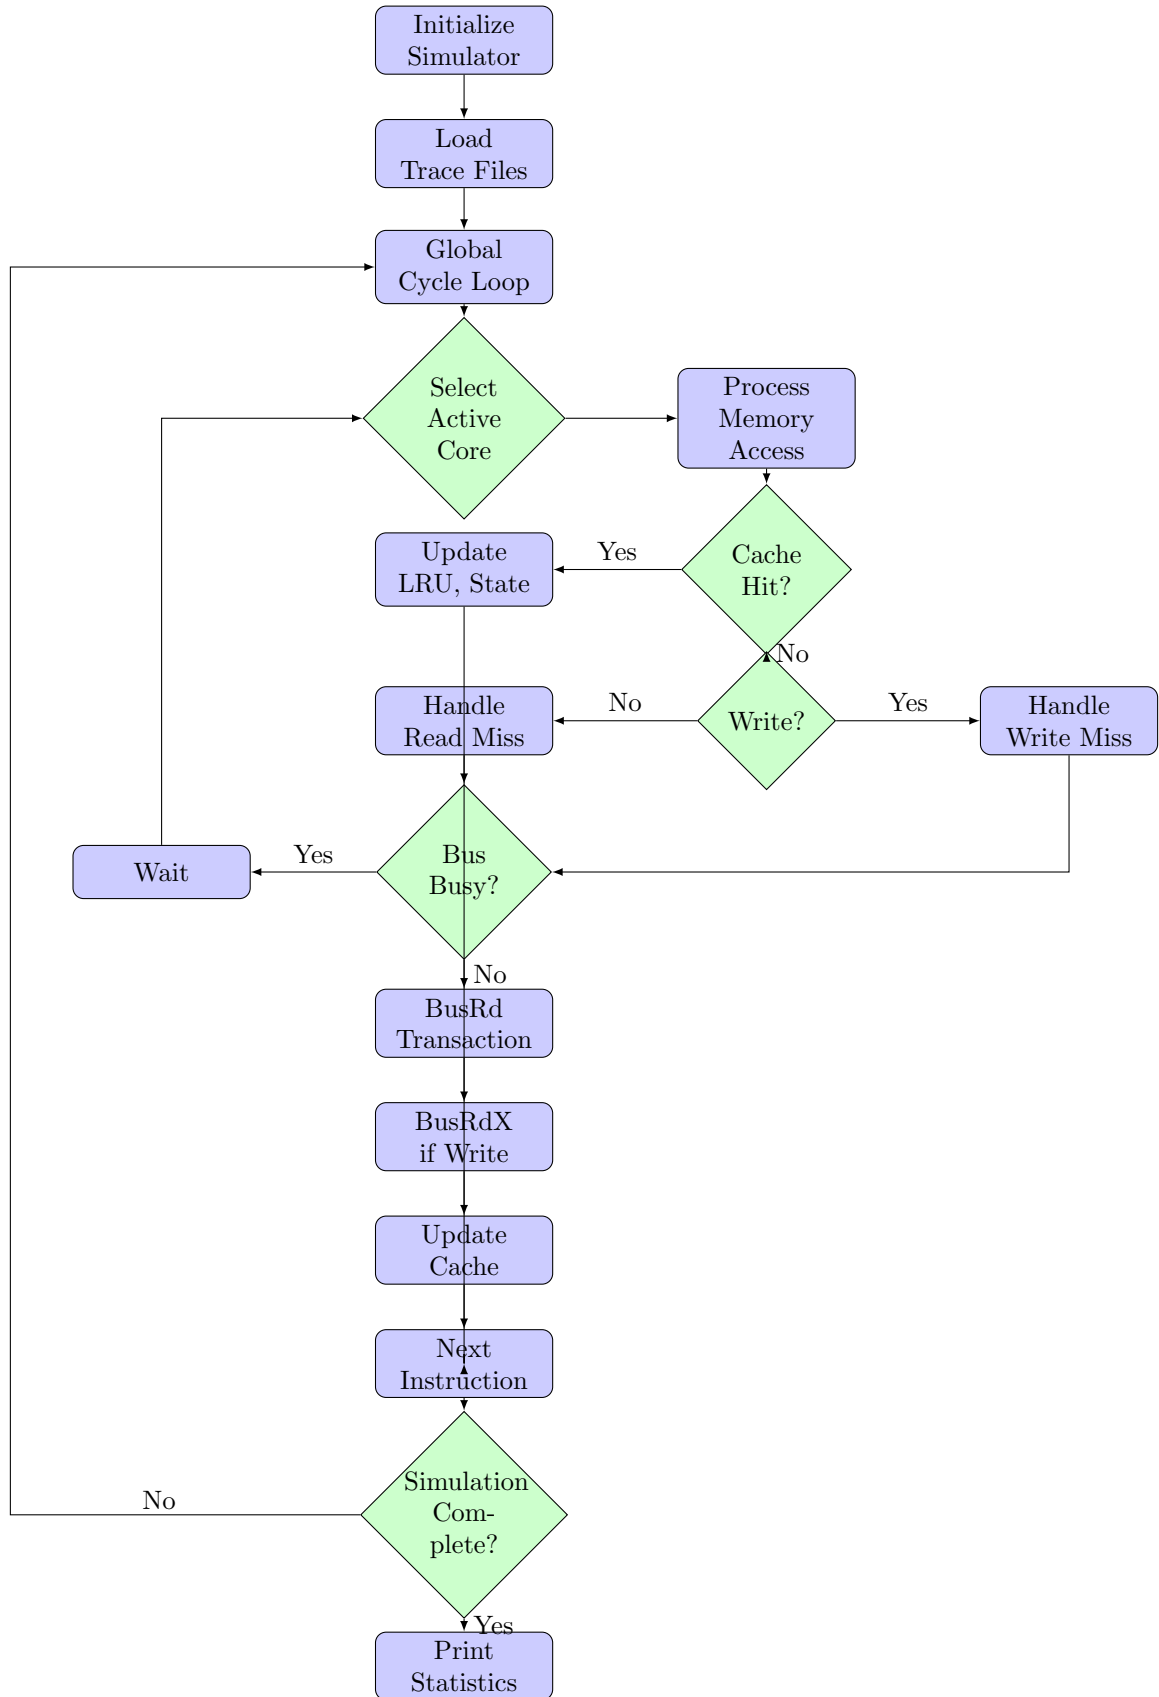 Initialize
Simulator
Load
Trace Files
Global
Cycle Loop
Select
Active
Core
Process
Memory
Access
Update
LRU, State
Yes
Cache
Hit?
No
Handle
Read Miss
No
Write?
Yes
Handle
Write Miss
Wait
Yes
Bus
Busy?
No
BusRd
Transaction
BusRdX
if Write
Update
Cache
Next
Instruction
No
Simulation
Com-
plete?
Yes
Print
Statistics